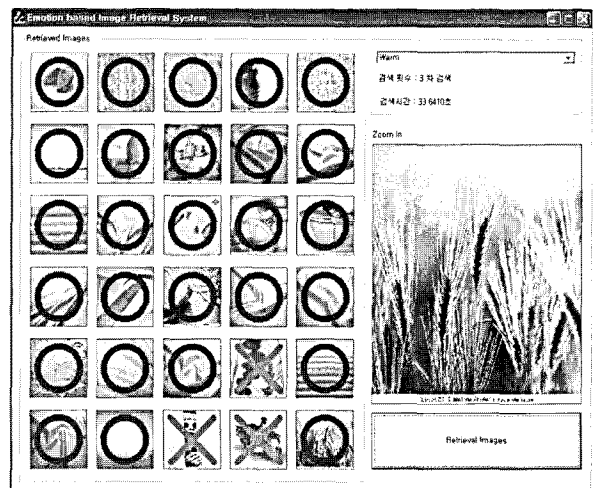 Emotion based Image Retrieval System
Retrieved Images
Warm
검색 횟수 : 3 차 검색
검색시간 : 33.6410초
Zoom In
Retrieval Images